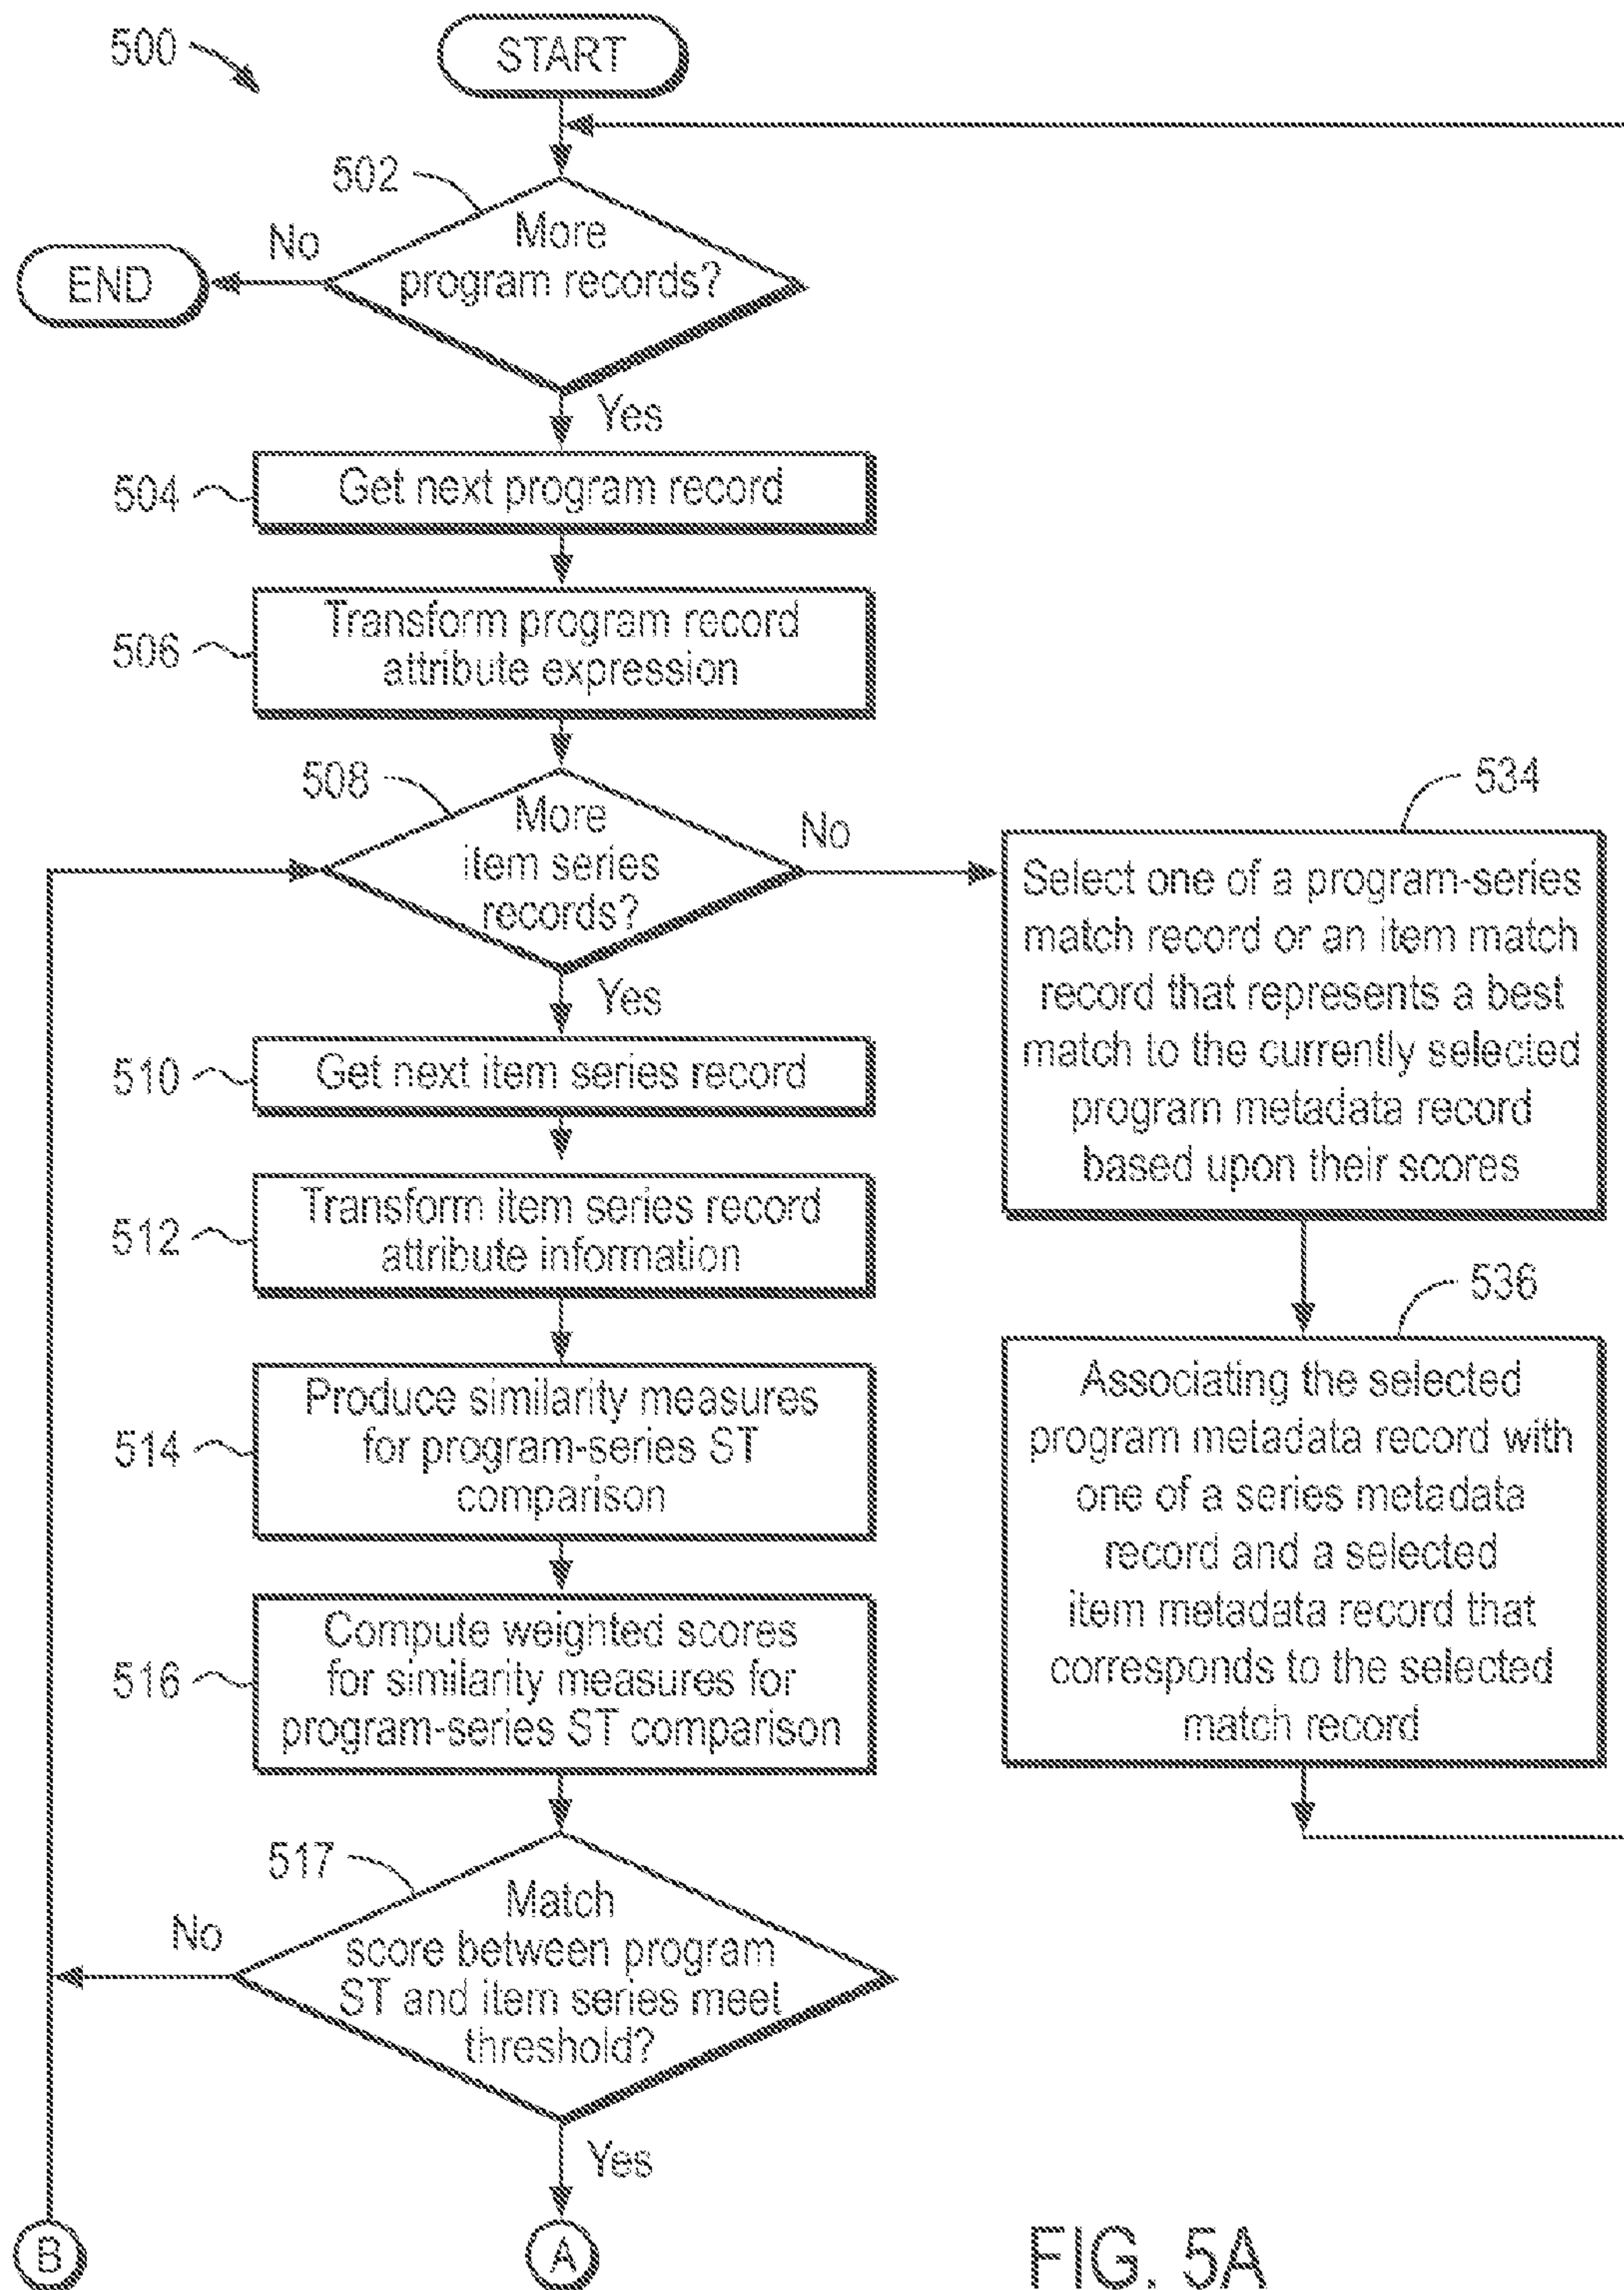 500
START
502
More
program records?
No
END
Yes
504
Get next program record
506
Transform program record
attribute expression
508
More
item series
records?
No
Yes
510
Get next item series record
512
Transform item series record
attribute information
514
Produce similarity measures
for program-series ST
comparison
516
Compute weighted scores
for similarity measures for
program-series ST comparison
517
Match
score between program
ST and item series meet
threshold?
No
Yes
B
A
534
Select one of a program-series
match record or an item match
record that represents a best
match to the currently selected
program metadata record
based upon their scores
536
Associating the selected
program metadata record with
one of a series metadata
record and a selected
item metadata record that
corresponds to the selected
match record
FIG. 5A